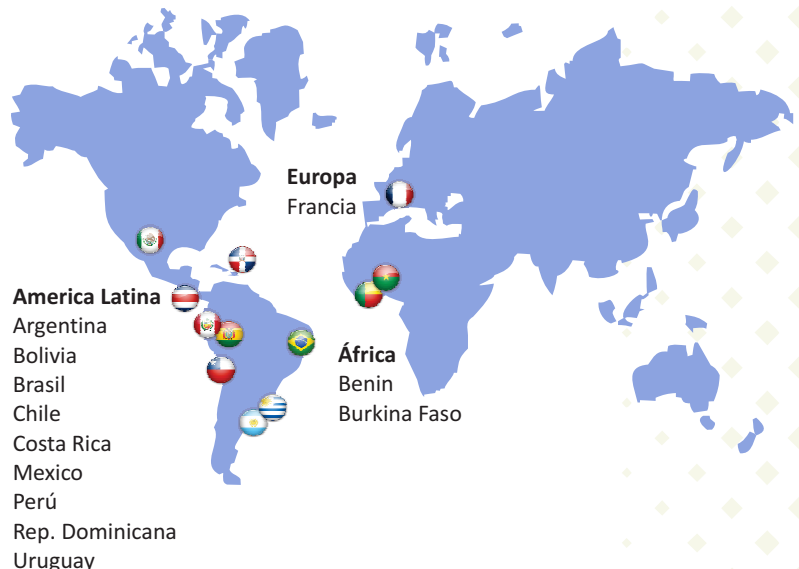 Europa
Francia
America Latina
Argentina
Bolivia
Brasil
Chile
Costa Rica
Mexico
Perú
Rep. Dominicana
Uruguay
África
Benin
Burkina Faso